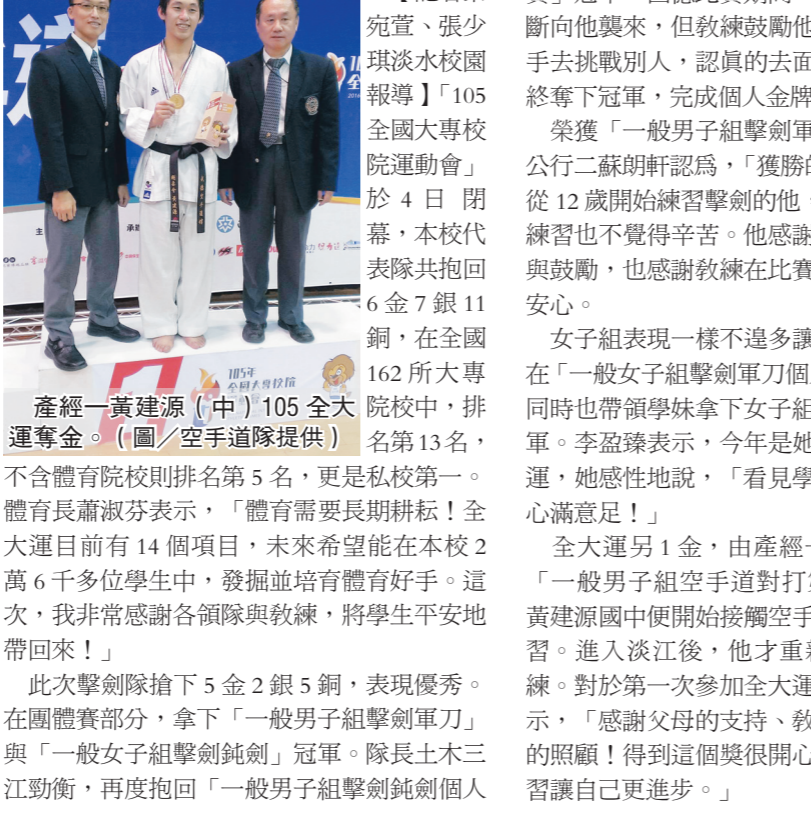 宛萱、張少
琪淡水校園
報導】「105
全國大專校
院運動會」
於 4 日 閉
幕，本校代
表隊共抱回
6 金 7 銀 11
銅，在全國
162 所大專
院校中，排
名第 13 名，
105年
全國大專校院
產經一黃建源（中）105 全大
運奪金。（圖／空手道隊提供）
不含體育院校則排名第 5 名，更是私校第一。
體育長蕭淑芬表示，「體育需要長期耕耘！全
大運目前有 14 個項目，未來希望能在本校 2
萬 6 千多位學生中，發掘並培育體育好手。這
次，我非常感謝各領隊與教練，將學生平安地
帶回來！」
此次擊劍隊搶下 5 金 2 銀 5 銅，表現優秀。
在團體賽部分，拿下「一般男子組擊劍軍刀」
與「一般女子組擊劍鈍劍」冠軍。隊長土木三
江勁衡，再度抱回「一般男子組擊劍鈍劍個人
斷向他襲來，但教練鼓勵他
手去挑戰別人，認真的去面
終奪下冠軍，完成個人金牌
榮獲「一般男子組擊劍軍
公行二蘇朗軒認為，「獲勝的
從 12 歲開始練習擊劍的他，
練習也不覺得辛苦。他感謝
與鼓勵，也感謝教練在比賽
安心。
女子組表現一樣不遑多讓
在「一般女子組擊劍軍刀個
同時也帶領學妹拿下女子組
軍。李盈臻表示，今年是她
運，她感性地說，「看見學
心滿意足！」
全大運另 1 金，由產經一
「一般男子組空手道對打
黃建源國中便開始接觸空手
習。進入淡江後，他才重
練。對於第一次參加全大運
示，「感謝父母的支持、教
的照顧！得到這個獎很開心
習讓自己更進步。」